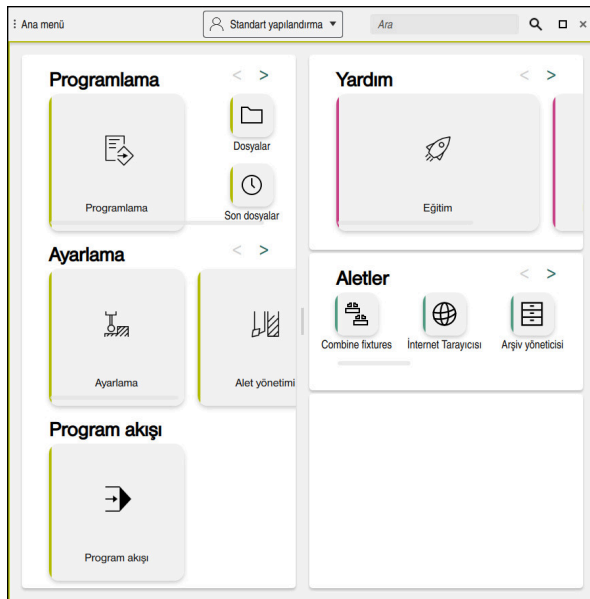 Ana menü
Standart yapılandırma
Ara
Programlama
Programlama
Dosyalar
Son dosyalar
Ayarlama
Ayarlama
Alet yönetimi
Program akışı
Program akışı
Yardım
Eğitim
Aletler
Combine fixtures
İnternet Tarayıcısı
Arşiv yöneticisi